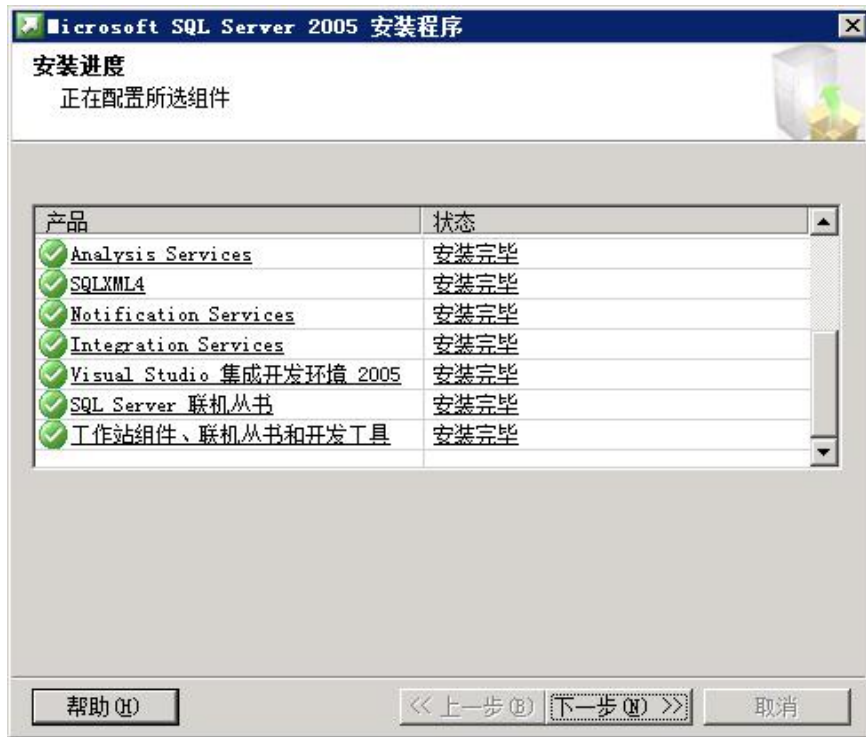 Microsoft SQL Server 2005 安装程序
安装进度
正在配置所选组件
产品 状态
Analysis Services 安装完毕
SQLXML4 安装完毕
Notification Services 安装完毕
Integration Services 安装完毕
Visual Studio 集成开发环境 2005 安装完毕
SQL Server 联机丛书 安装完毕
工作站组件、联机丛书和开发工具 安装完毕
帮助(H) << 上一步(B) 下一步(N) >> 取消